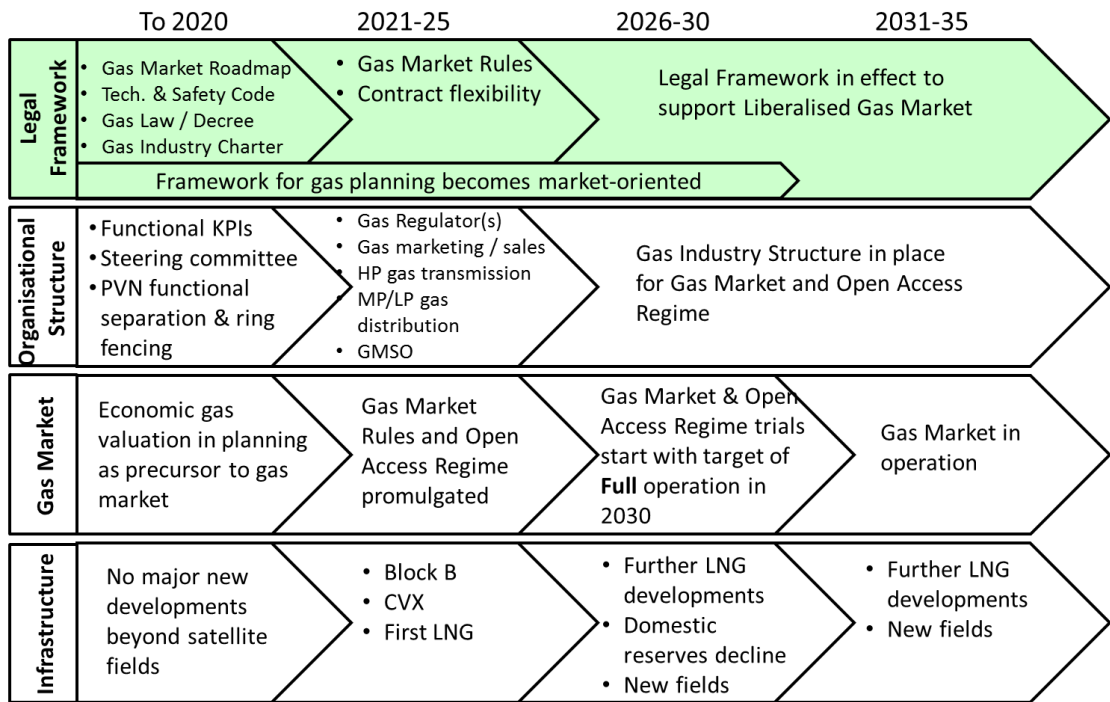 To 2020
2021-25
2026-30
2031-35
Legal
Framework
• Gas Market Roadmap
• Tech. & Safety Code
• Gas Law / Decree
• Gas Industry Charter
• Gas Market Rules
• Contract flexibility
Legal Framework in effect to
support Liberalised Gas Market
Framework for gas planning becomes market-oriented
Organisational
Structure
• Functional KPIs
• Steering committee
• PVN functional
separation & ring
fencing
• Gas Regulator(s)
• Gas marketing / sales
• HP gas transmission
• MP/LP gas
distribution
• GMSO
Gas Industry Structure in place
for Gas Market and Open Access
Regime
Gas Market
Economic gas
valuation in planning
as precursor to gas
market
Gas Market
Rules and Open
Access Regime
promulgated
Gas Market & Open
Access Regime trials
start with target of
Full operation in
2030
Gas Market in
operation
Infrastructure
No major new
developments
beyond satellite
fields
• Block B
• CVX
• First LNG
• Further LNG
developments
• Domestic
reserves decline
• New fields
• Further LNG
developments
• New fields